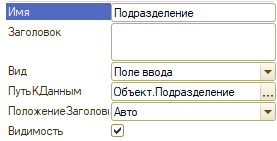 Имя Подразделение
Заголовок
Вид Поле ввода
ПутьКДанным Объект.Подразделение ...
ПоложениеЗаголов Авто
Видимость